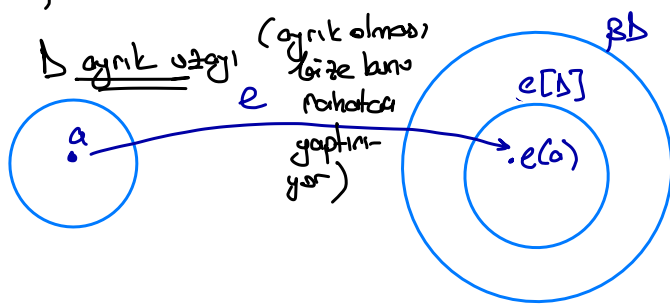 D ayrık uzayı
(ayrık olması
bize bunu
rahatça
yaptırı-
yor)
e
a
βD
e[D]
e(a)